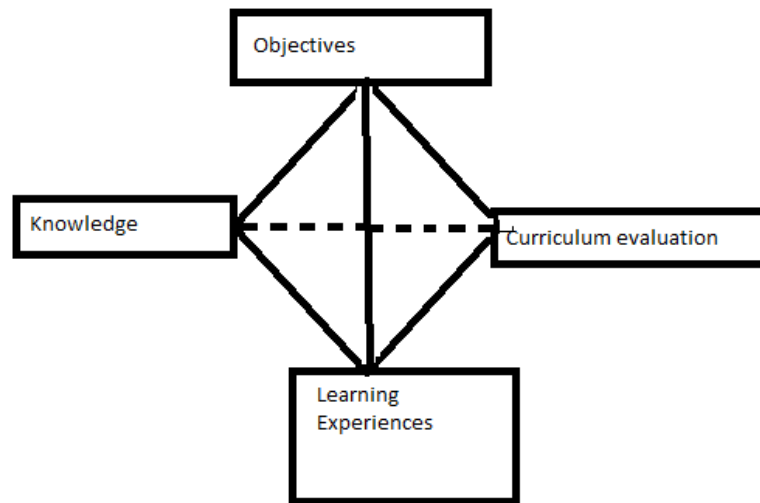 Objectives
Knowledge
Curriculum evaluation
Learning
Experiences